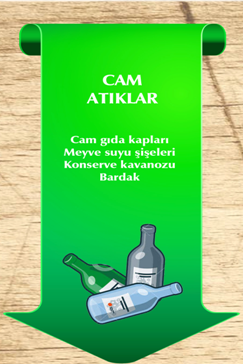 CAM
ATIKLAR
Cam gıda kapları
Meyve suyu şişeleri
Konserve kavanozu
Bardak